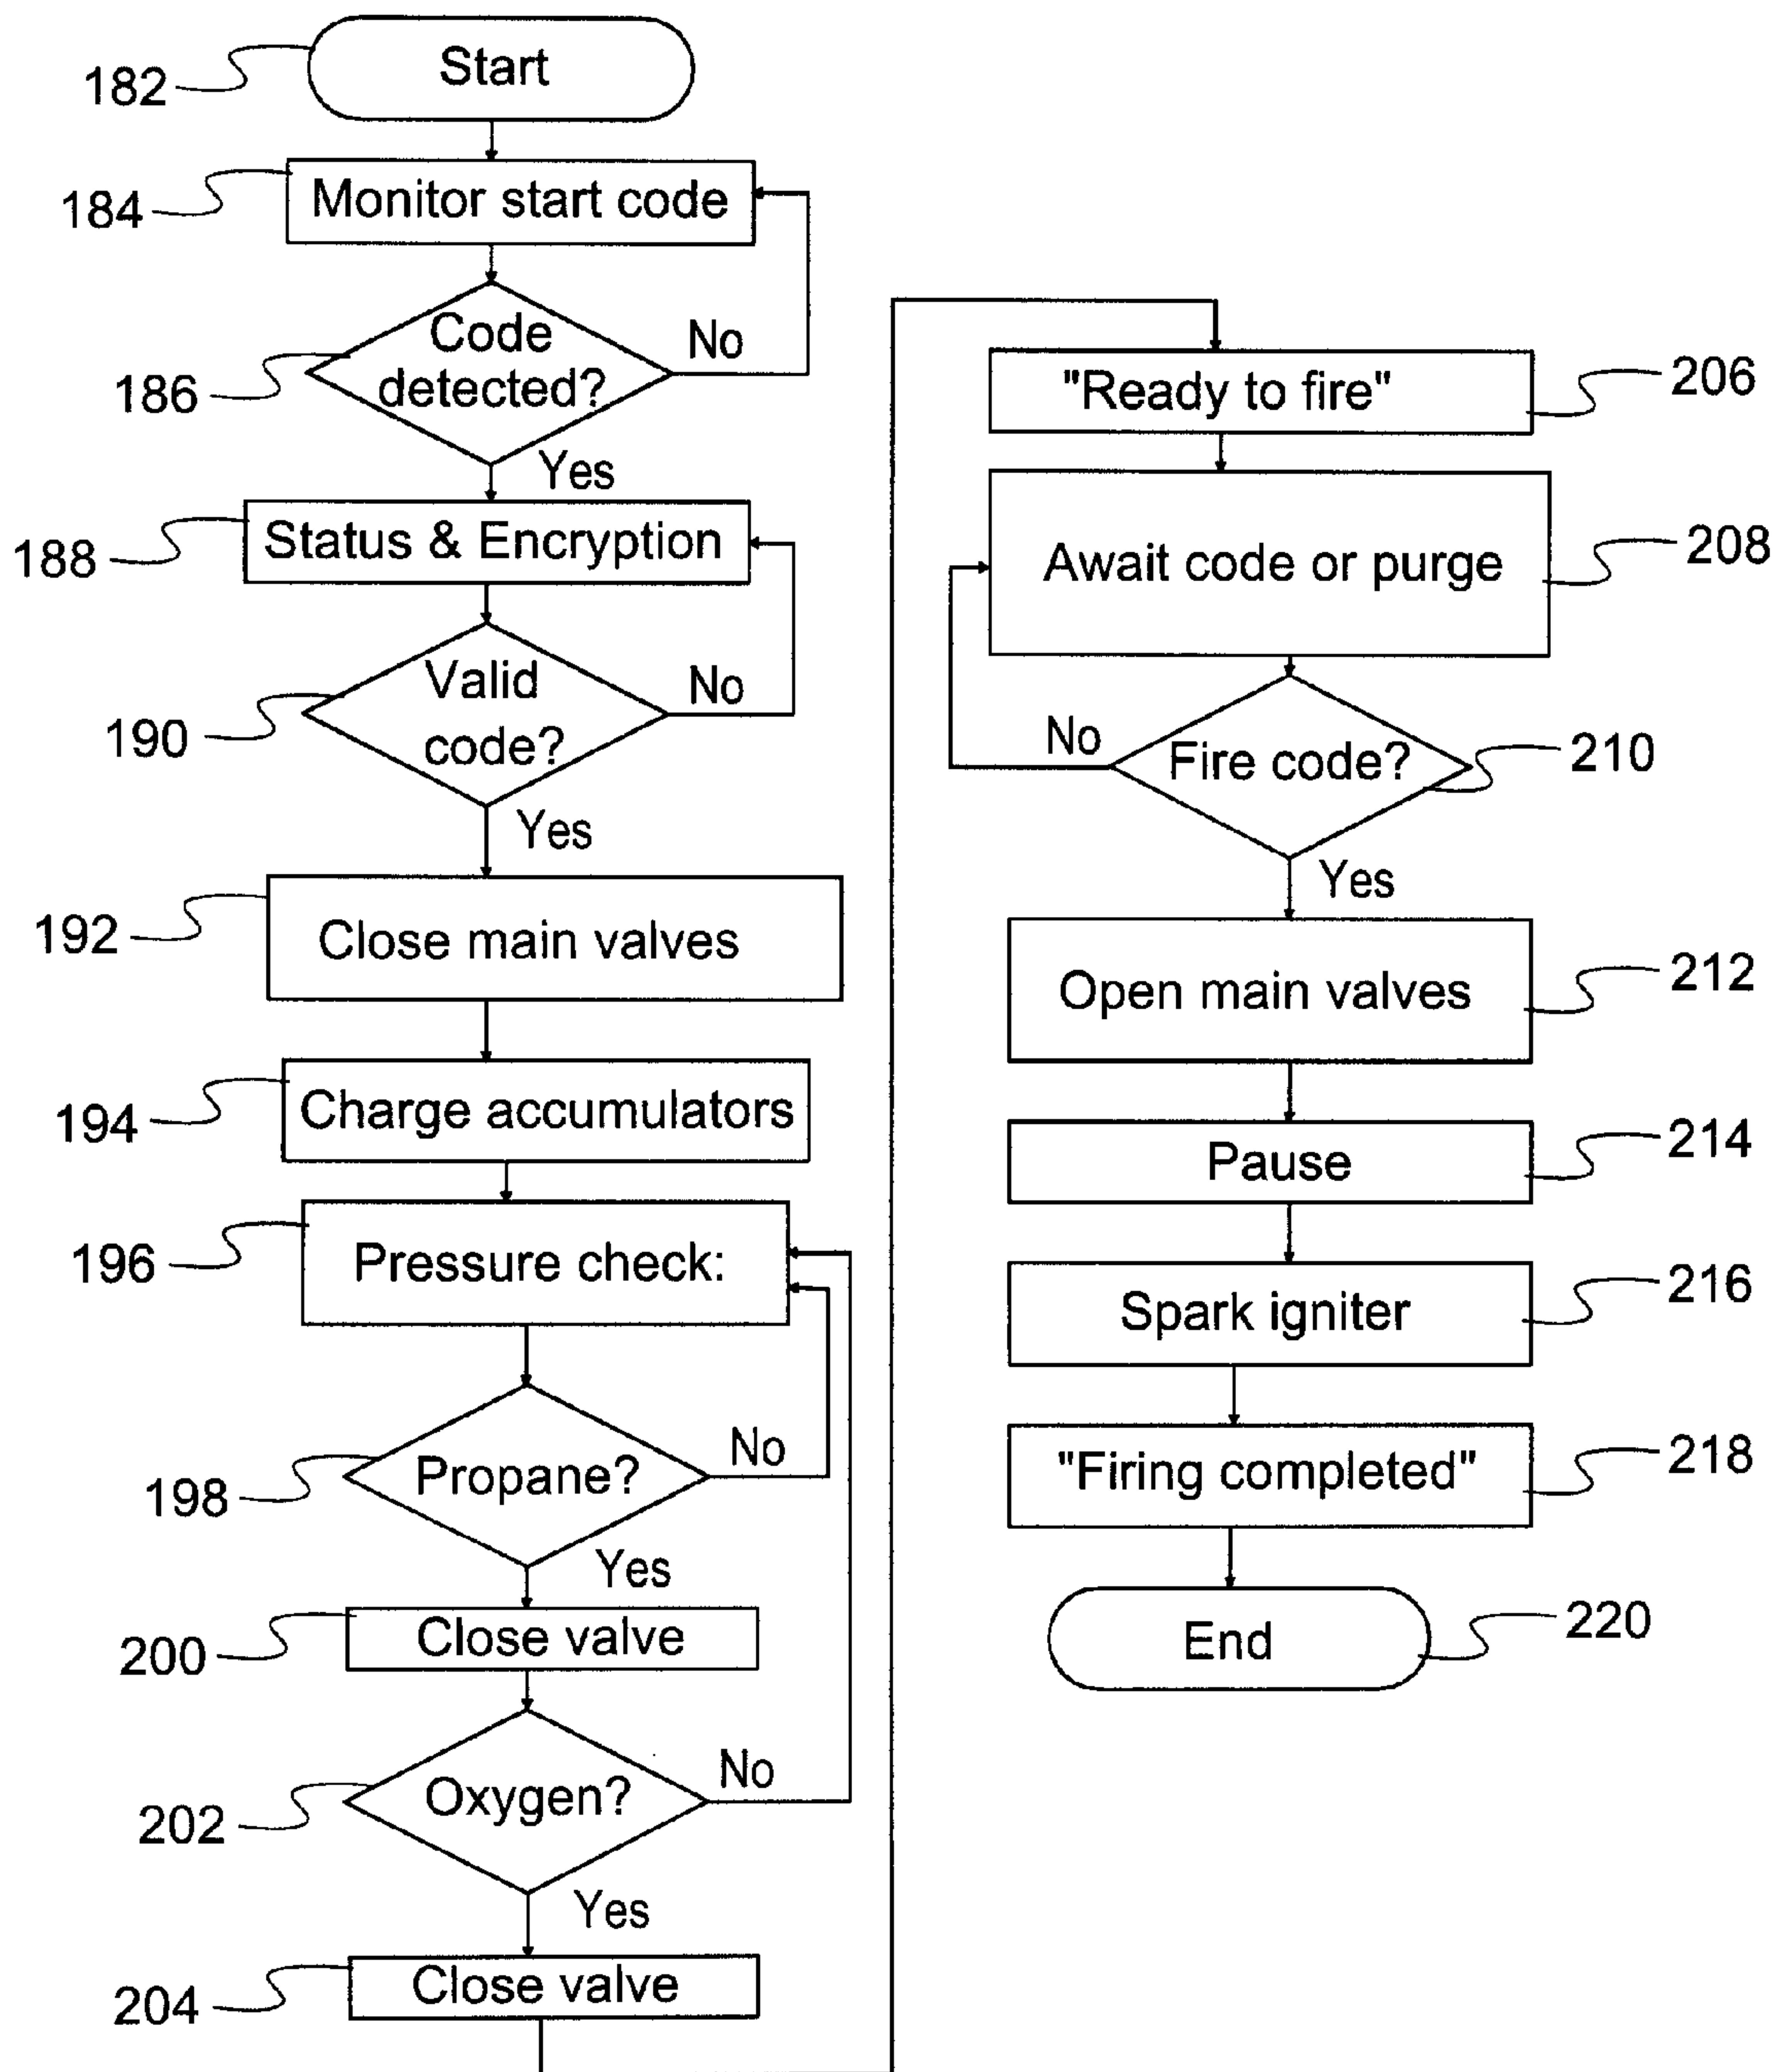 182
Start
184
Monitor start code
186
Code
detected?
No
Yes
188
Status & Encryption
190
Valid
code?
No
Yes
192
Close main valves
194
Charge accumulators
196
Pressure check:
198
Propane?
No
Yes
200
Close valve
202
Oxygen?
No
Yes
204
Close valve
"Ready to fire"
206
Await code or purge
208
No
Fire code?
210
Yes
Open main valves
212
Pause
214
Spark igniter
216
"Firing completed"
218
End
220